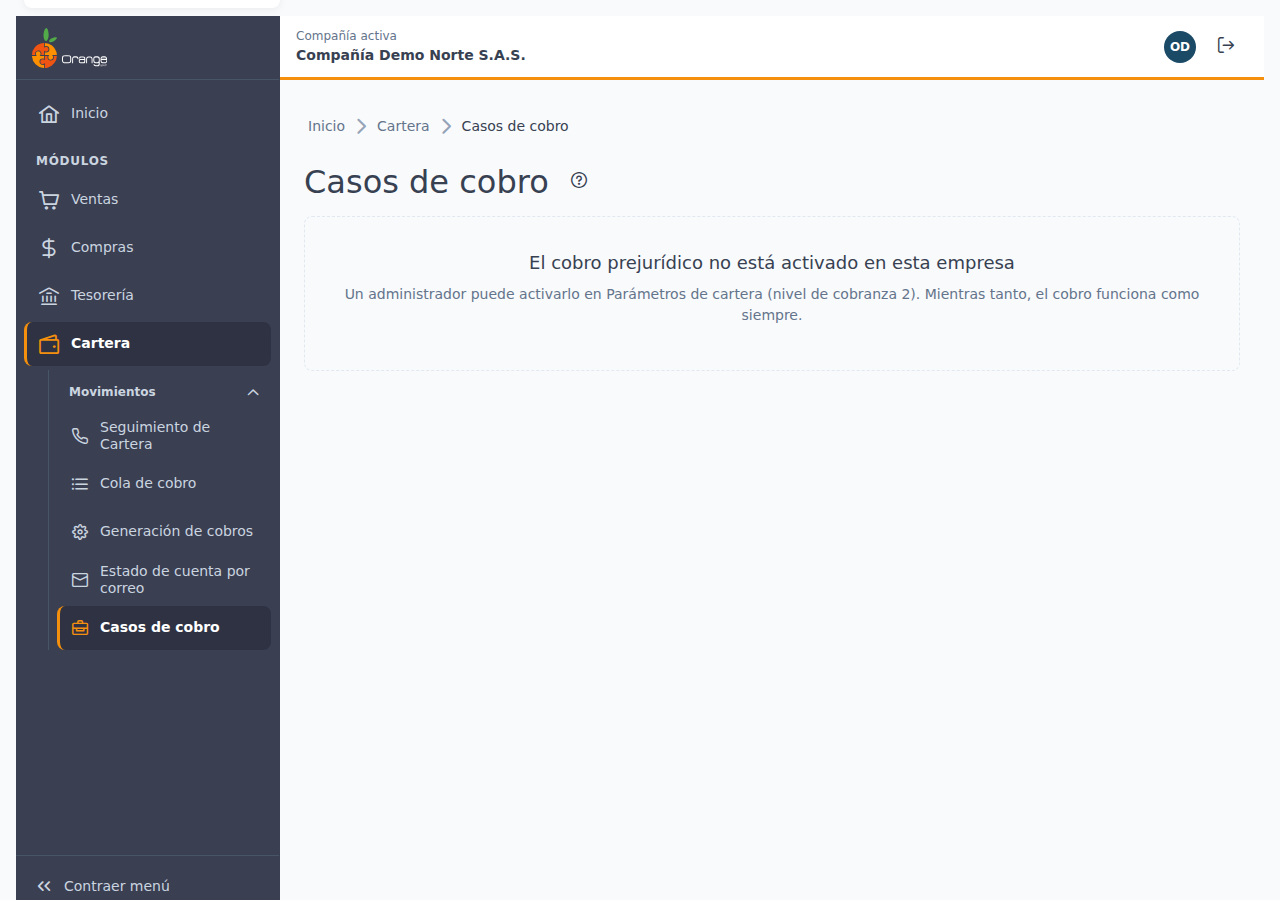 Orange
Compañía activa
Compañía Demo Norte S.A.S.
OD
Inicio
MÓDULOS
Ventas
Compras
Tesorería
Cartera
Movimientos
Seguimiento de
Cartera
Cola de cobro
Generación de cobros
Estado de cuenta por
correo
Casos de cobro
Contraer menú
Inicio
Cartera
Casos de cobro
Casos de cobro
El cobro prejurídico no está activado en esta empresa
Un administrador puede activarlo en Parámetros de cartera (nivel de cobranza 2). Mientras tanto, el cobro funciona como
siempre.